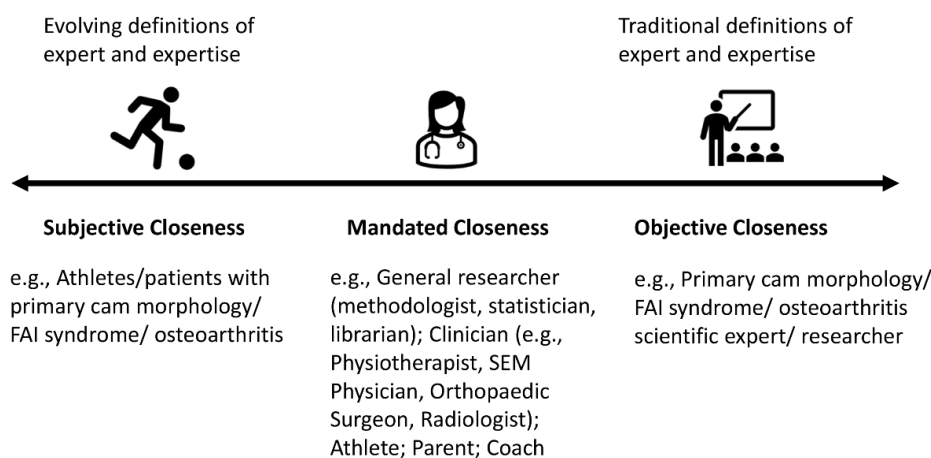 Evolving definitions of
expert and expertise
Traditional definitions of
expert and expertise
Subjective Closeness
e.g., Athletes/patients with
primary cam morphology/
FAI syndrome/ osteoarthritis
Mandated Closeness
e.g., General researcher
(methodologist, statistician,
librarian); Clinician (e.g.,
Physiotherapist, SEM
Physician, Orthopaedic
Surgeon, Radiologist);
Athlete; Parent; Coach
Objective Closeness
e.g., Primary cam morphology/
FAI syndrome/ osteoarthritis
scientific expert/ researcher